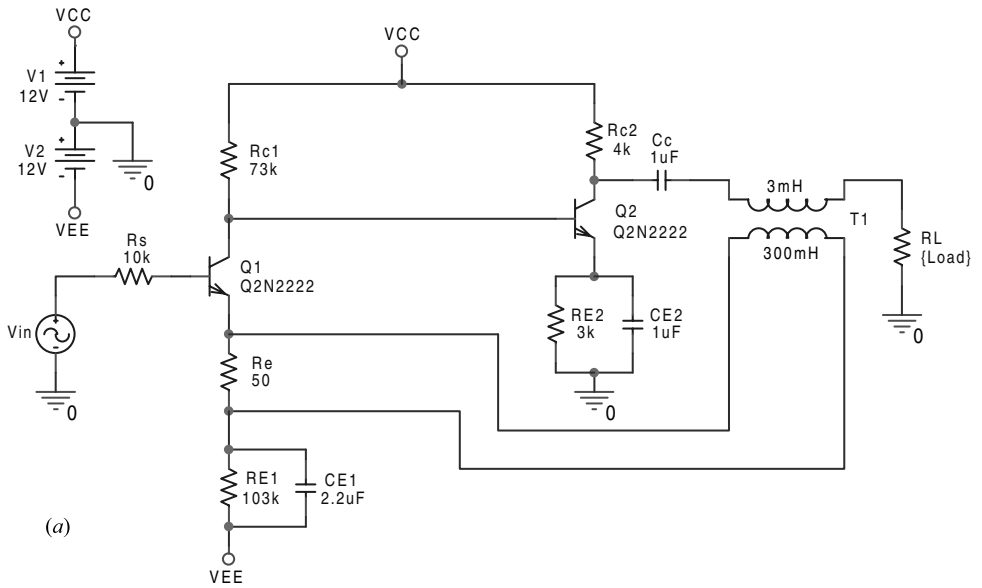 VCC
V1
12V
V2
12V
0
VEE
VCC
Rc1
73k
Rc2
4k
Cc
1uF
3mH
T1
300mH
RL
{Load}
0
Q2
Q2N2222
Rs
10k
Q1
Q2N2222
Vin
0
RE2
3k
CE2
1uF
0
Re
50
RE1
103k
CE1
2.2uF
VEE
(a)
+
-
+
-
+
-